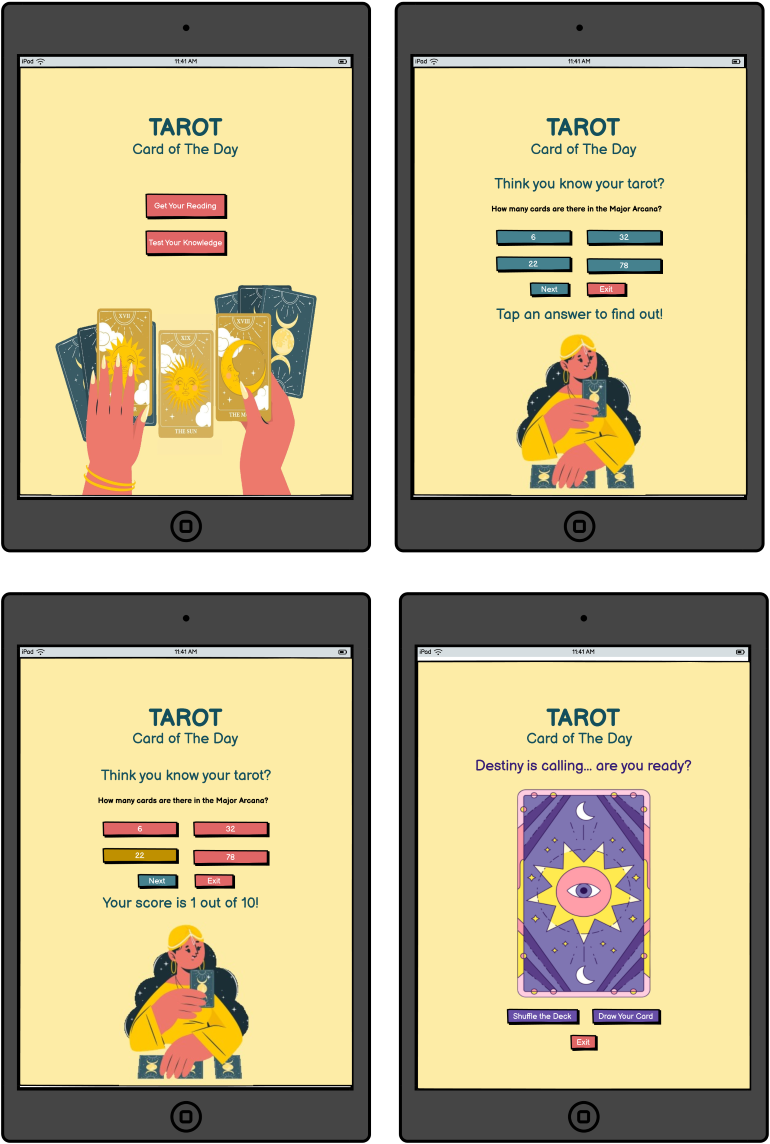 iPod 11:41 AM
TAROT
Card of The Day
Get Your Reading
Test Your Knowledge
XVII
XIX
XVIII
THE SUN
THE M
iPod 11:41 AM
TAROT
Card of The Day
Think you know your tarot?
How many cards are there in the Major Arcana?
6 32
22 78
Next Exit
Tap an answer to find out!
iPod 11:41 AM
TAROT
Card of The Day
Think you know your tarot?
How many cards are there in the Major Arcana?
6 32
22 78
Next Exit
Your score is 1 out of 10!
iPod 11:41 AM
TAROT
Card of The Day
Destiny is calling... are you ready?
Shuffle the Deck Draw Your Card
Exit